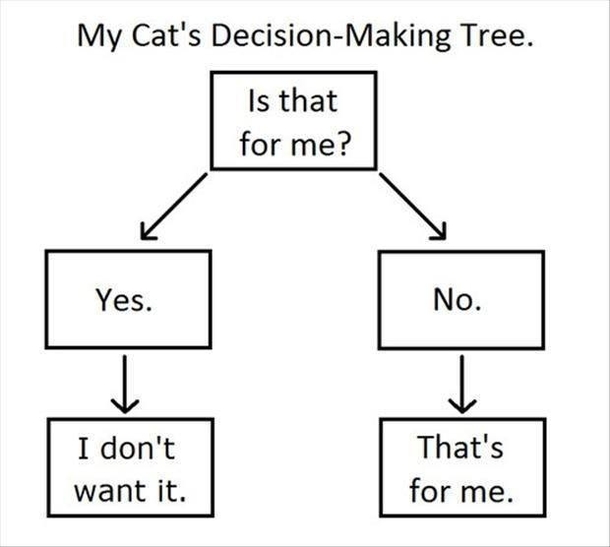 My Cat's Decision-Making Tree.
Is that
for me?
Yes.
No.
I don't
want it.
That's
for me.